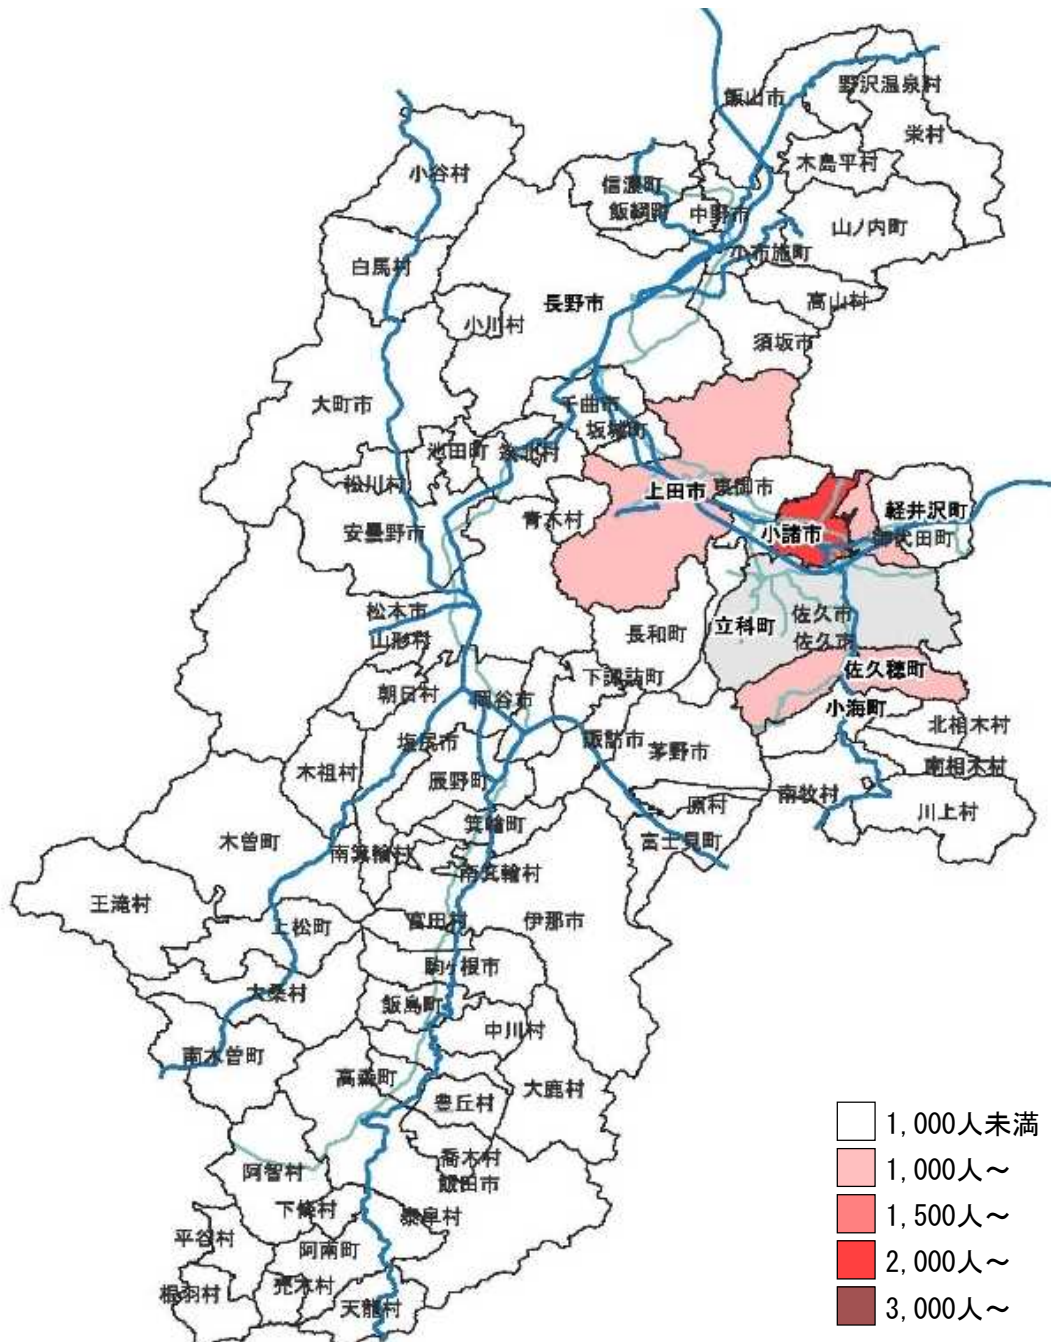 野沢温泉村
飯山市
栄村
木島平村
小谷村
信濃町
飯綱町
中野市
山ノ内町
小布施町
白馬村
高山村
長野市
小川村
須坂市
大町市
千曲市
坂城町
池田町
筑北村
松川村
上田市
東御市
軽井沢町
青木村
安曇野市
小諸市
御代田町
松本市
佐久市
立科町
長和町
山形村
佐久市
佐久穂町
下諏訪町
朝日村
岡谷市
小海町
北相木村
塩尻市
諏訪市
茅野市
木祖村
南相木村
辰野町
南牧村
原村
川上村
箕輪町
木曽町
富士見町
南箕輪村
南箕輪村
王滝村
上松町
宮田村
伊那市
駒ヶ根市
大桑村
飯島町
中川村
南木曽町
高森町
大鹿村
豊丘村
喬木村
阿智村
飯田市
下條村
泰阜村
平谷村
阿南町
売木村
根羽村
天龍村
1,000人未満
1,000人～
1,500人～
2,000人～
3,000人～